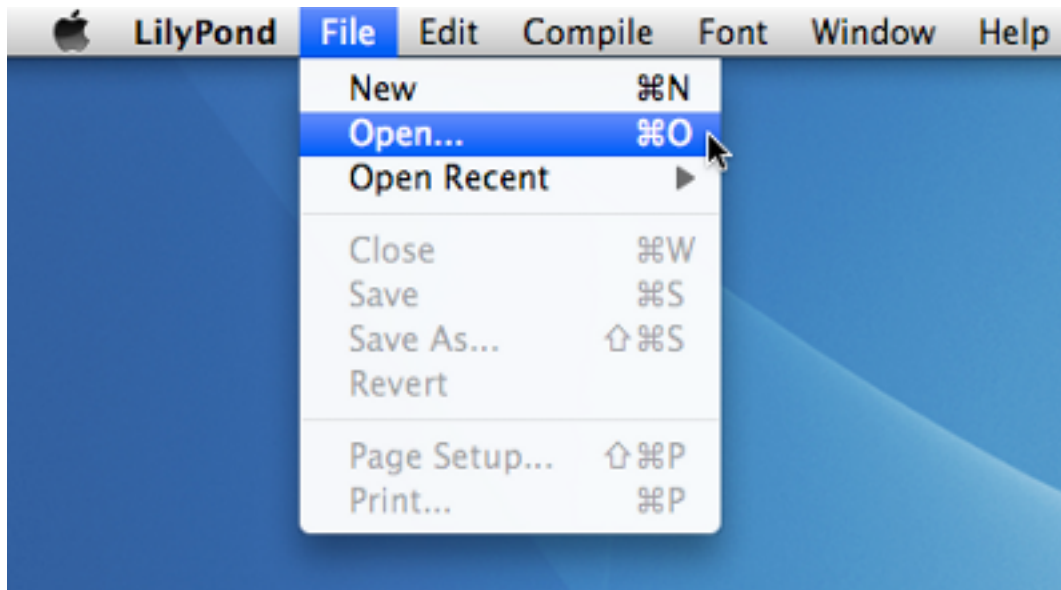 LilyPond File Edit Compile Font Window Help
New ⌘N
Open... ⌘O
Open Recent ▶
Close ⌘W
Save ⌘S
Save As... ⇧⌘S
Revert
Page Setup... ⇧⌘P
Print... ⌘P